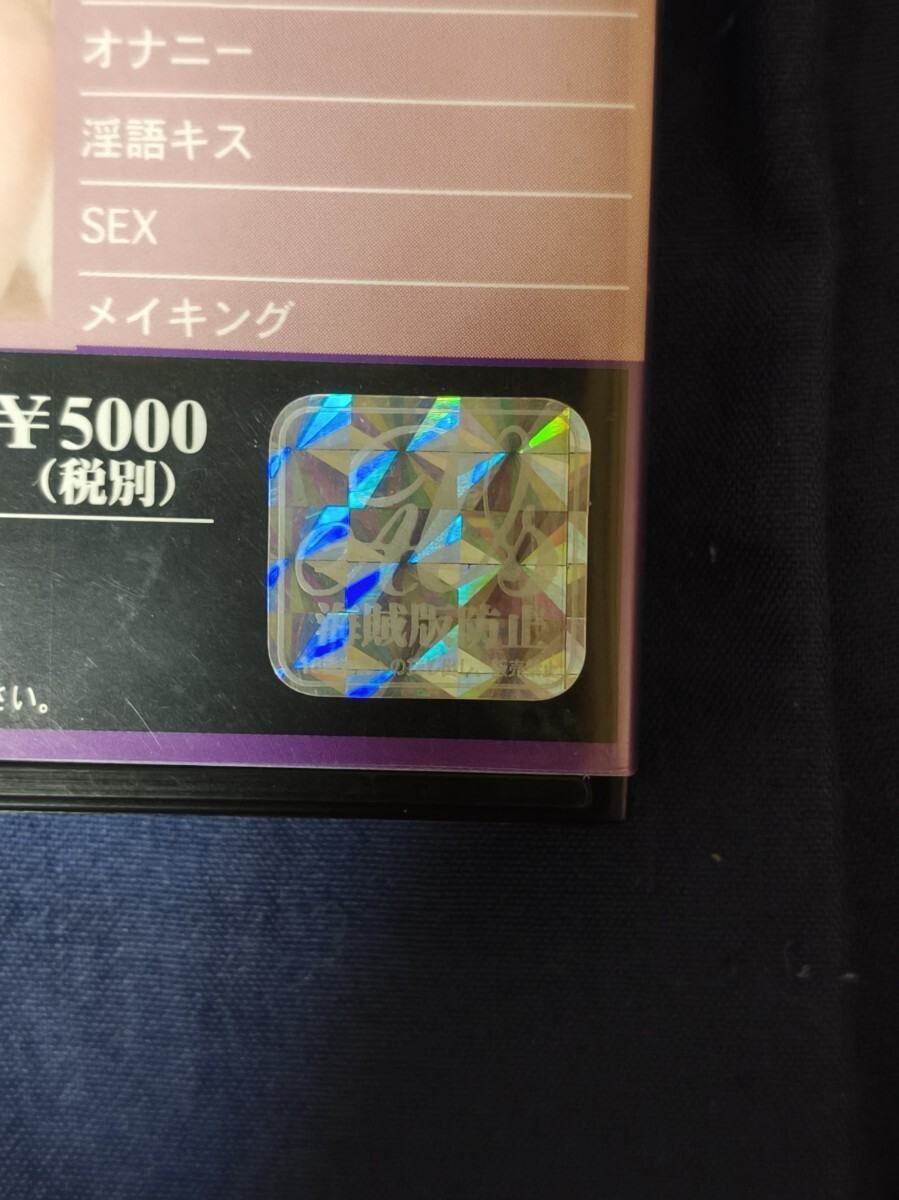 オナニー
淫語キス
SEX
メイキング
¥5000
(税別)
海賊版防止
さい。